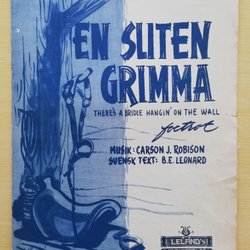 EN SLITEN
GRIMMA
THERE'S A BRIDLE HANGIN' ON THE WALL
foxtrot
MUSIK: CARSON J. ROBISON
SVENSK TEXT: B.E. LEONARD
LELAND'S